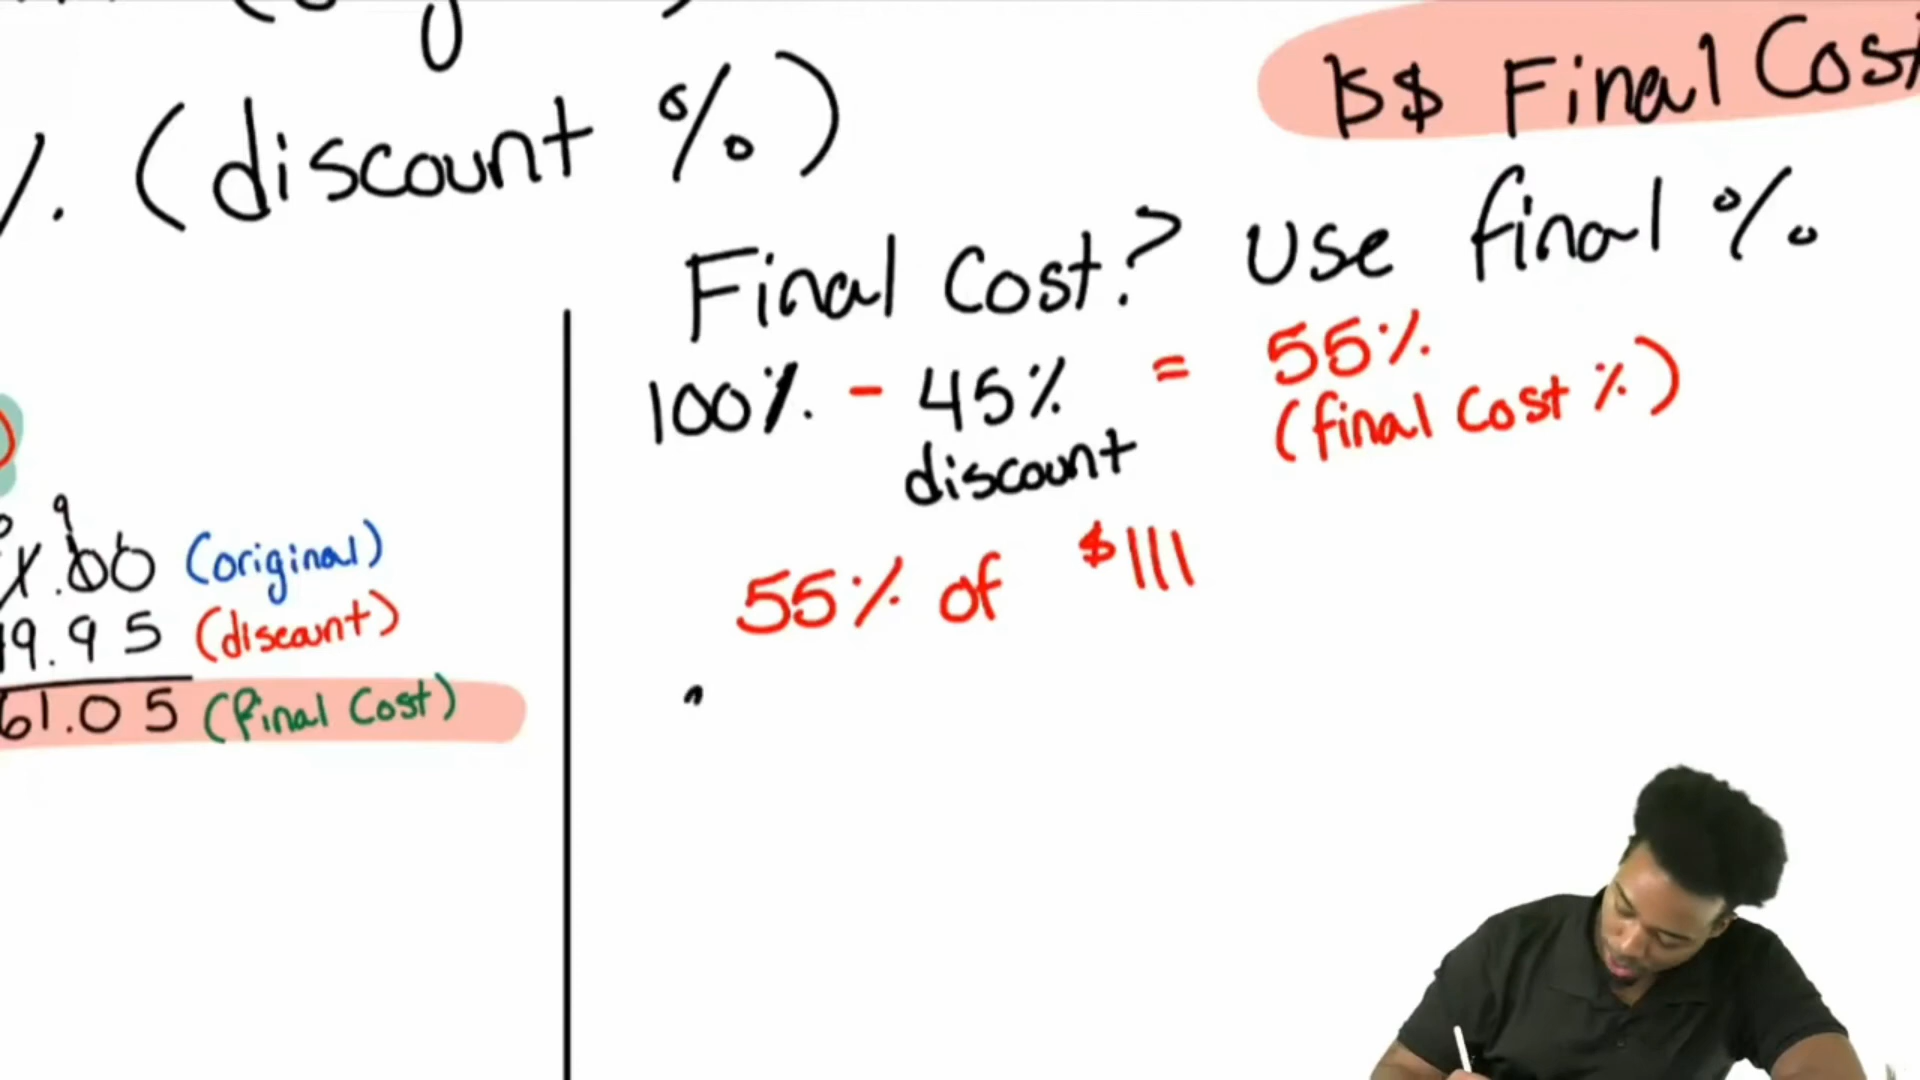 (discount %)
$$ Final Cost
Final Cost? Use final %
100% - 45% = 55%
discount (final cost %)
55% of $111
.00 (original)
9.95 (discount)
61.05 (Final Cost)